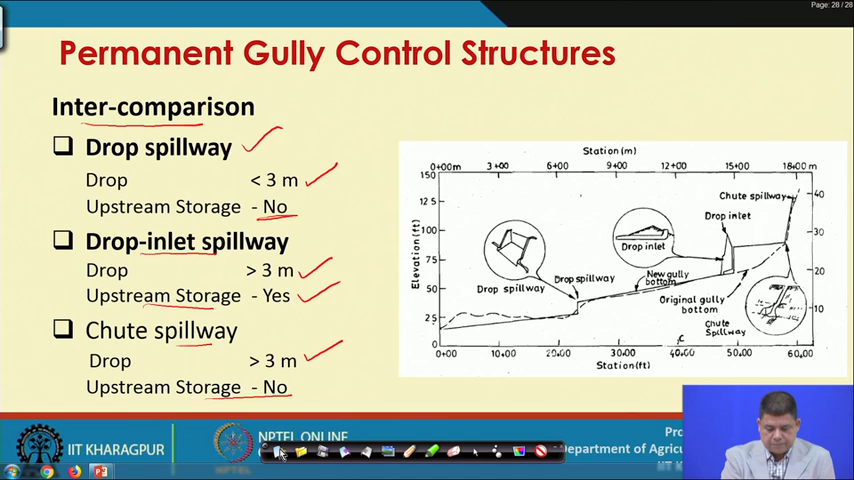 Page: 28 / 28
Permanent Gully Control Structures
Inter-comparison
Drop spillway
Drop < 3 m
Upstream Storage - No
Drop-inlet spillway
Drop > 3 m
Upstream Storage - Yes
Chute spillway
Drop > 3 m
Upstream Storage - No
Station (m)
0+00m 3+00 6+00 9+00 12+00 15+00 18+00 m
Elevation (ft)
150
125
100
75
50
25
40
30
20
10
Chute spillway
Drop inlet
Drop inlet
Drop spillway
Drop spillway
New gully
bottom
Original gully
bottom
Chute
Spillway
0+00 10+00 20+00 30+00 40+00 50+00 60+00
Station (ft)
IIT KHARAGPUR
NPTEL ONLINE
NPTEL
Department of
IIT